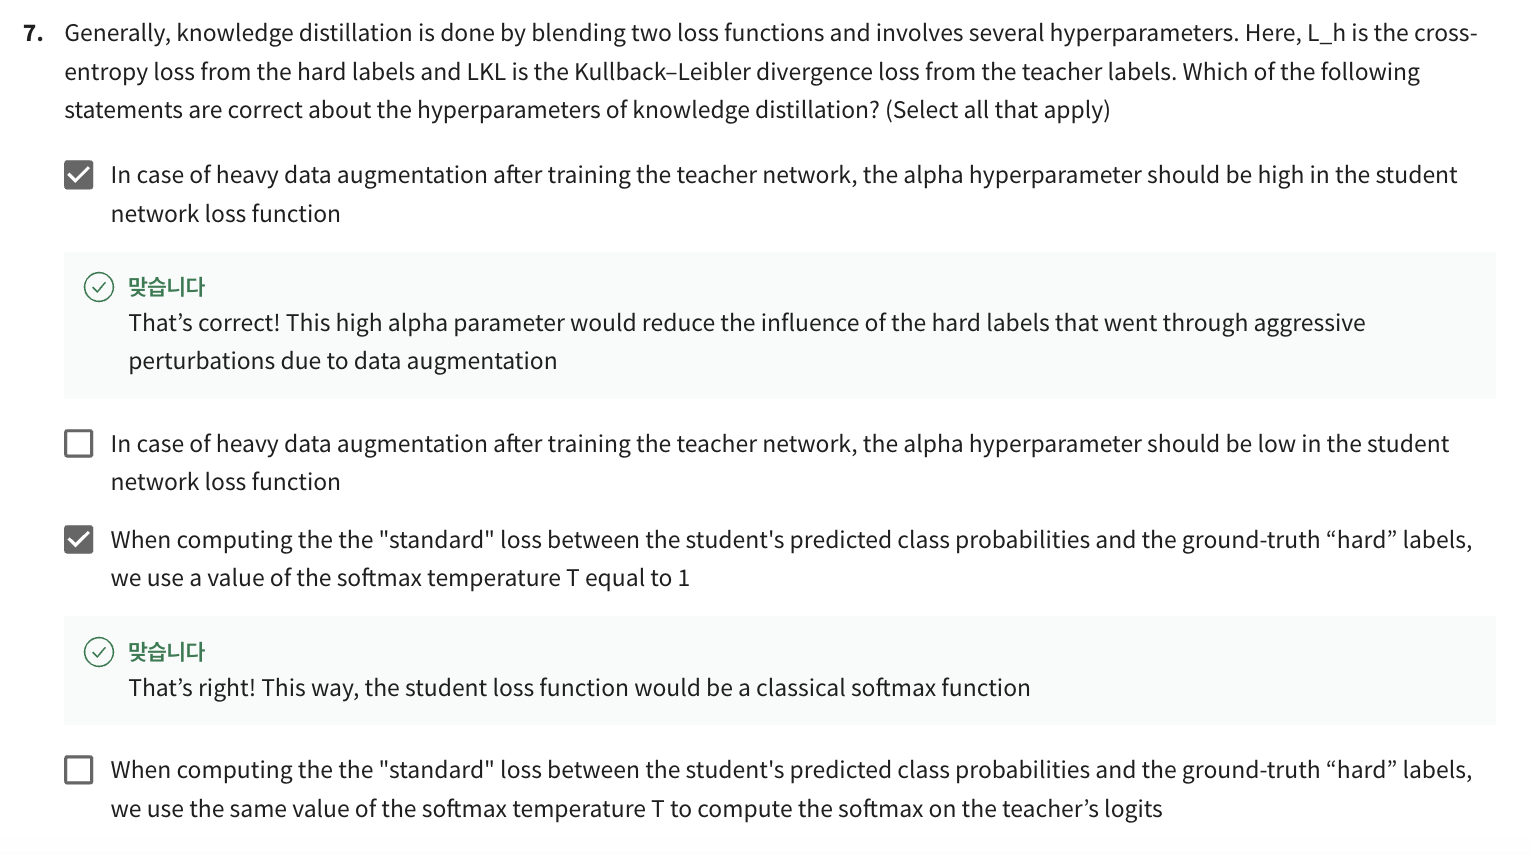 7. Generally, knowledge distillation is done by blending two loss functions and involves several hyperparameters. Here, L_h is the cross-
entropy loss from the hard labels and LKL is the Kullback–Leibler divergence loss from the teacher labels. Which of the following
statements are correct about the hyperparameters of knowledge distillation? (Select all that apply)
In case of heavy data augmentation after training the teacher network, the alpha hyperparameter should be high in the student
network loss function
맞습니다
That’s correct! This high alpha parameter would reduce the influence of the hard labels that went through aggressive
perturbations due to data augmentation
In case of heavy data augmentation after training the teacher network, the alpha hyperparameter should be low in the student
network loss function
When computing the the "standard" loss between the student's predicted class probabilities and the ground-truth “hard” labels,
we use a value of the softmax temperature T equal to 1
맞습니다
That’s right! This way, the student loss function would be a classical softmax function
When computing the the "standard" loss between the student's predicted class probabilities and the ground-truth “hard” labels,
we use the same value of the softmax temperature T to compute the softmax on the teacher’s logits